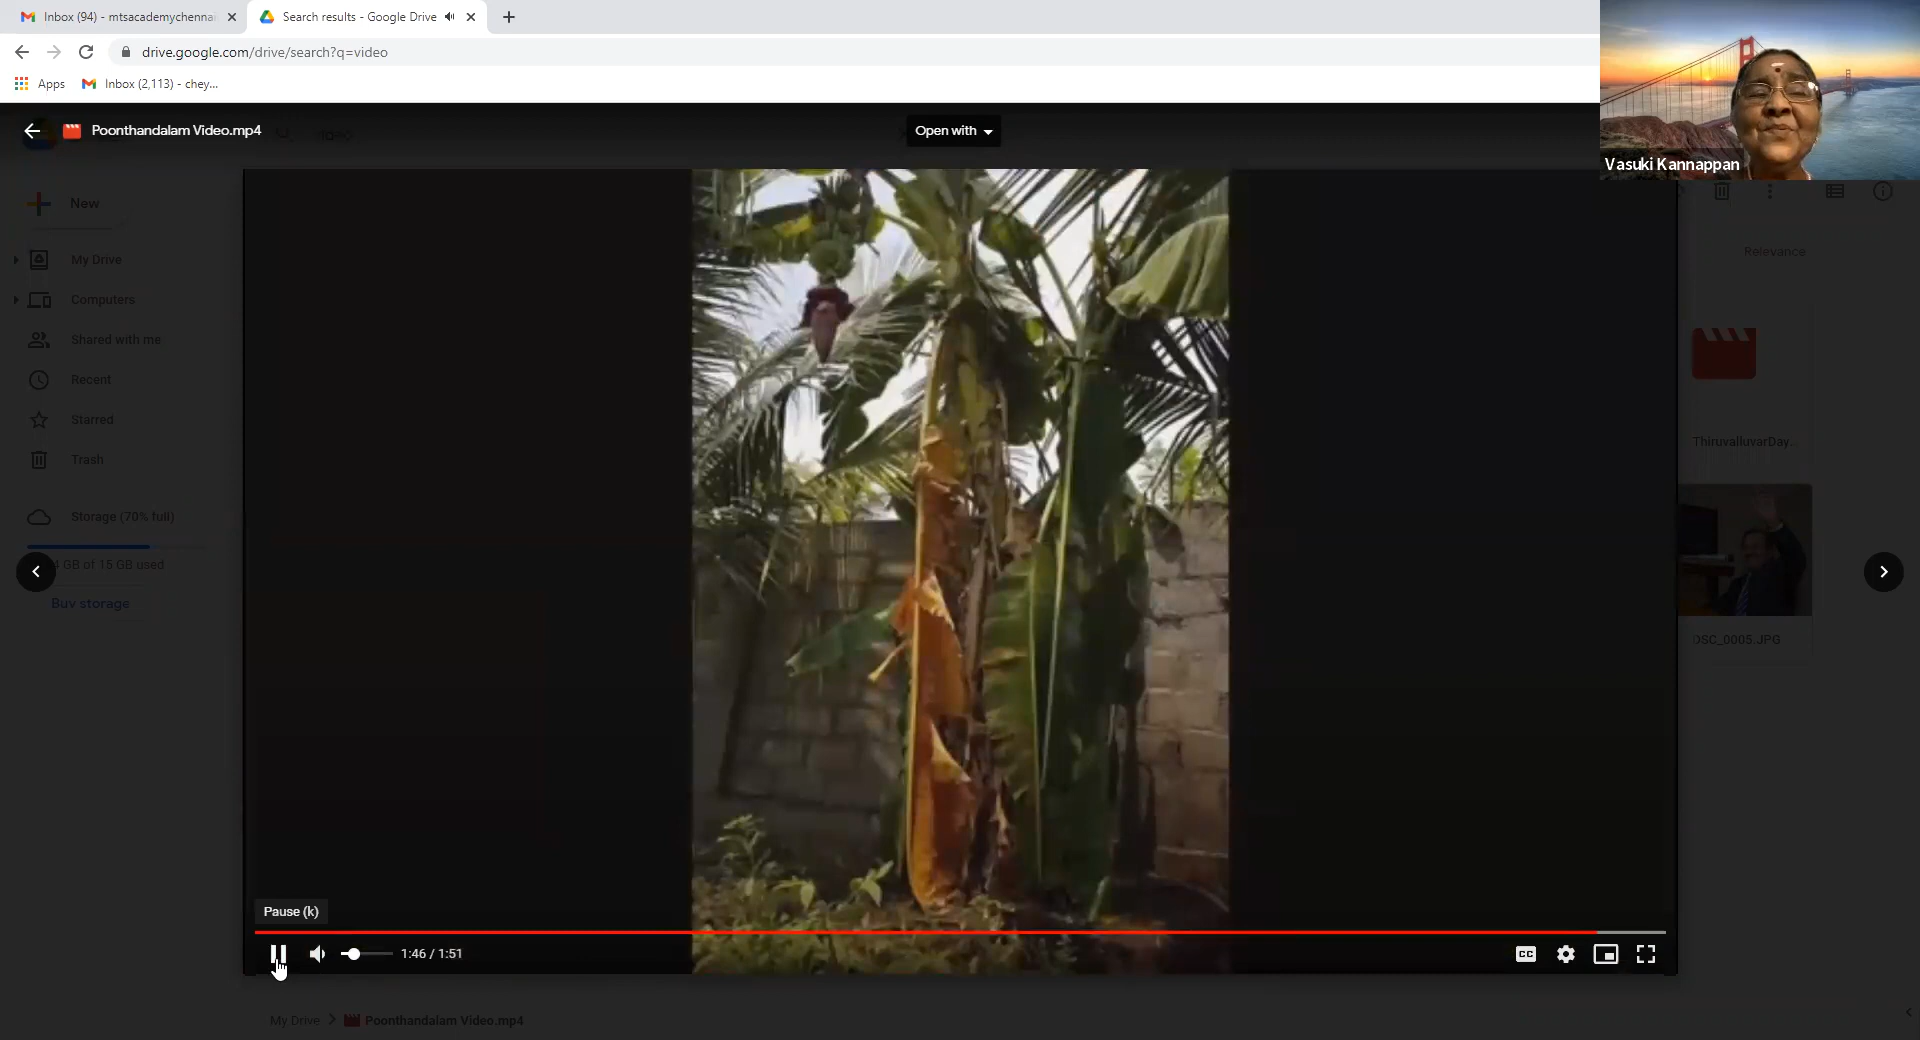 Inbox (94) - mtsacademychennai
Search results - Google Drive
drive.google.com/drive/search?q=video
Apps
Inbox (2,113) - chey...
Poonthandalam Video.mp4
Open with
Vasuki Kannappan
New
My Drive
Relevance
Computers
Shared with me
Recent
Starred
ThiruvalluvarDay...
Trash
Storage (70% full)
GB of 15 GB used
Buy storage
DSC_0005.JPG
Pause (k)
1:46 / 1:51
CC
My Drive
Poonthandalam Video.mp4